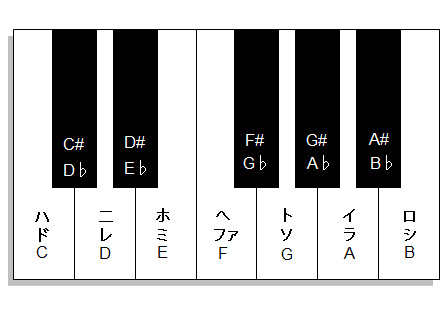 C# D# F# G# A#
D♭ E♭ G♭ A♭ B♭
ハ ニ ホ ヘ ト イ ロ
ド レ ミ ファ ソ ラ シ
C D E F G A B